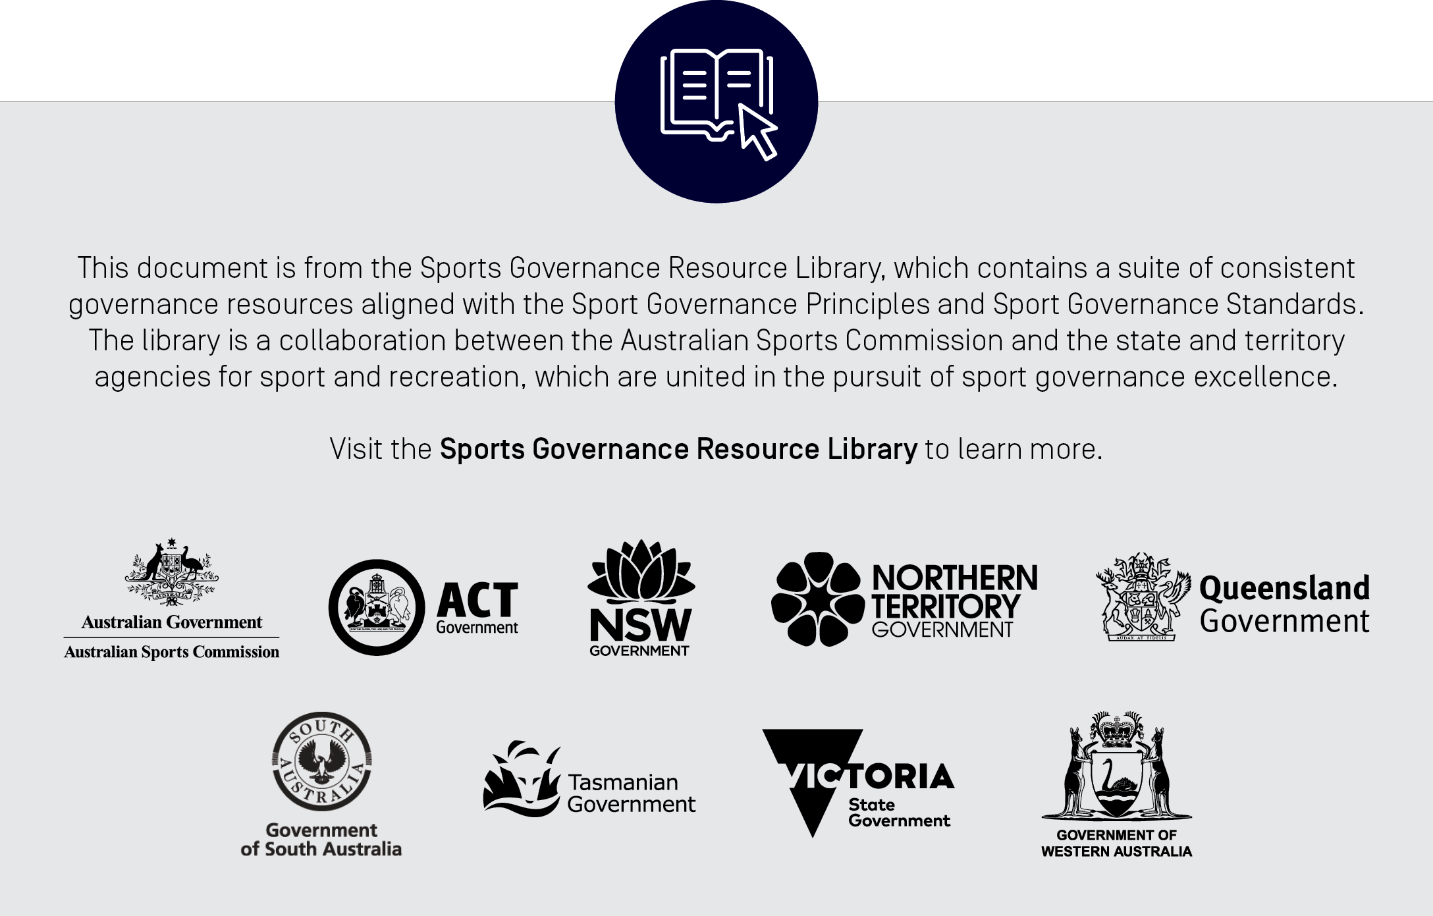 This document is from the Sports Governance Resource Library, which contains a suite of consistent
governance resources aligned with the Sport Governance Principles and Sport Governance Standards.
The library is a collaboration between the Australian Sports Commission and the state and territory
agencies for sport and recreation, which are united in the pursuit of sport governance excellence.
Visit the Sports Governance Resource Library to learn more.
Australian Government
Australian Sports Commission
ACT
Government
NSW
GOVERNMENT
NORTHERN
TERRITORY
GOVERNMENT
AUDAX AT FIDELIS
Queensland
Government
SOUTH
AUSTRALIA
Government
of South Australia
Tasmanian
Government
VICTORIA
State
Government
GOVERNMENT OF
WESTERN AUSTRALIA